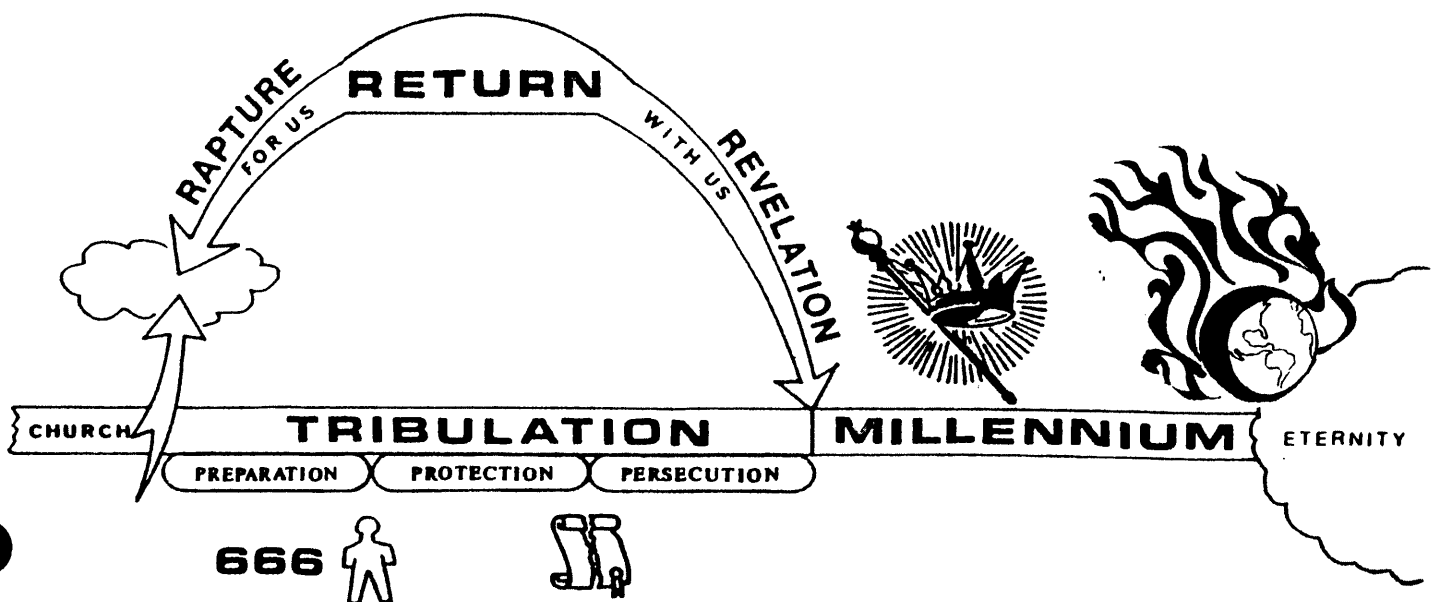 RETURN
RAPTURE
FOR US
WITH US
REVELATION
CHURCH
TRIBULATION
MILLENNIUM
ETERNITY
PREPARATION
PROTECTION
PERSECUTION
666